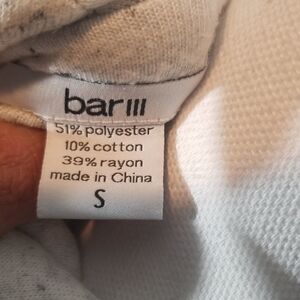 bar III
51% polyester
10% cotton
39% rayon
made in China
S